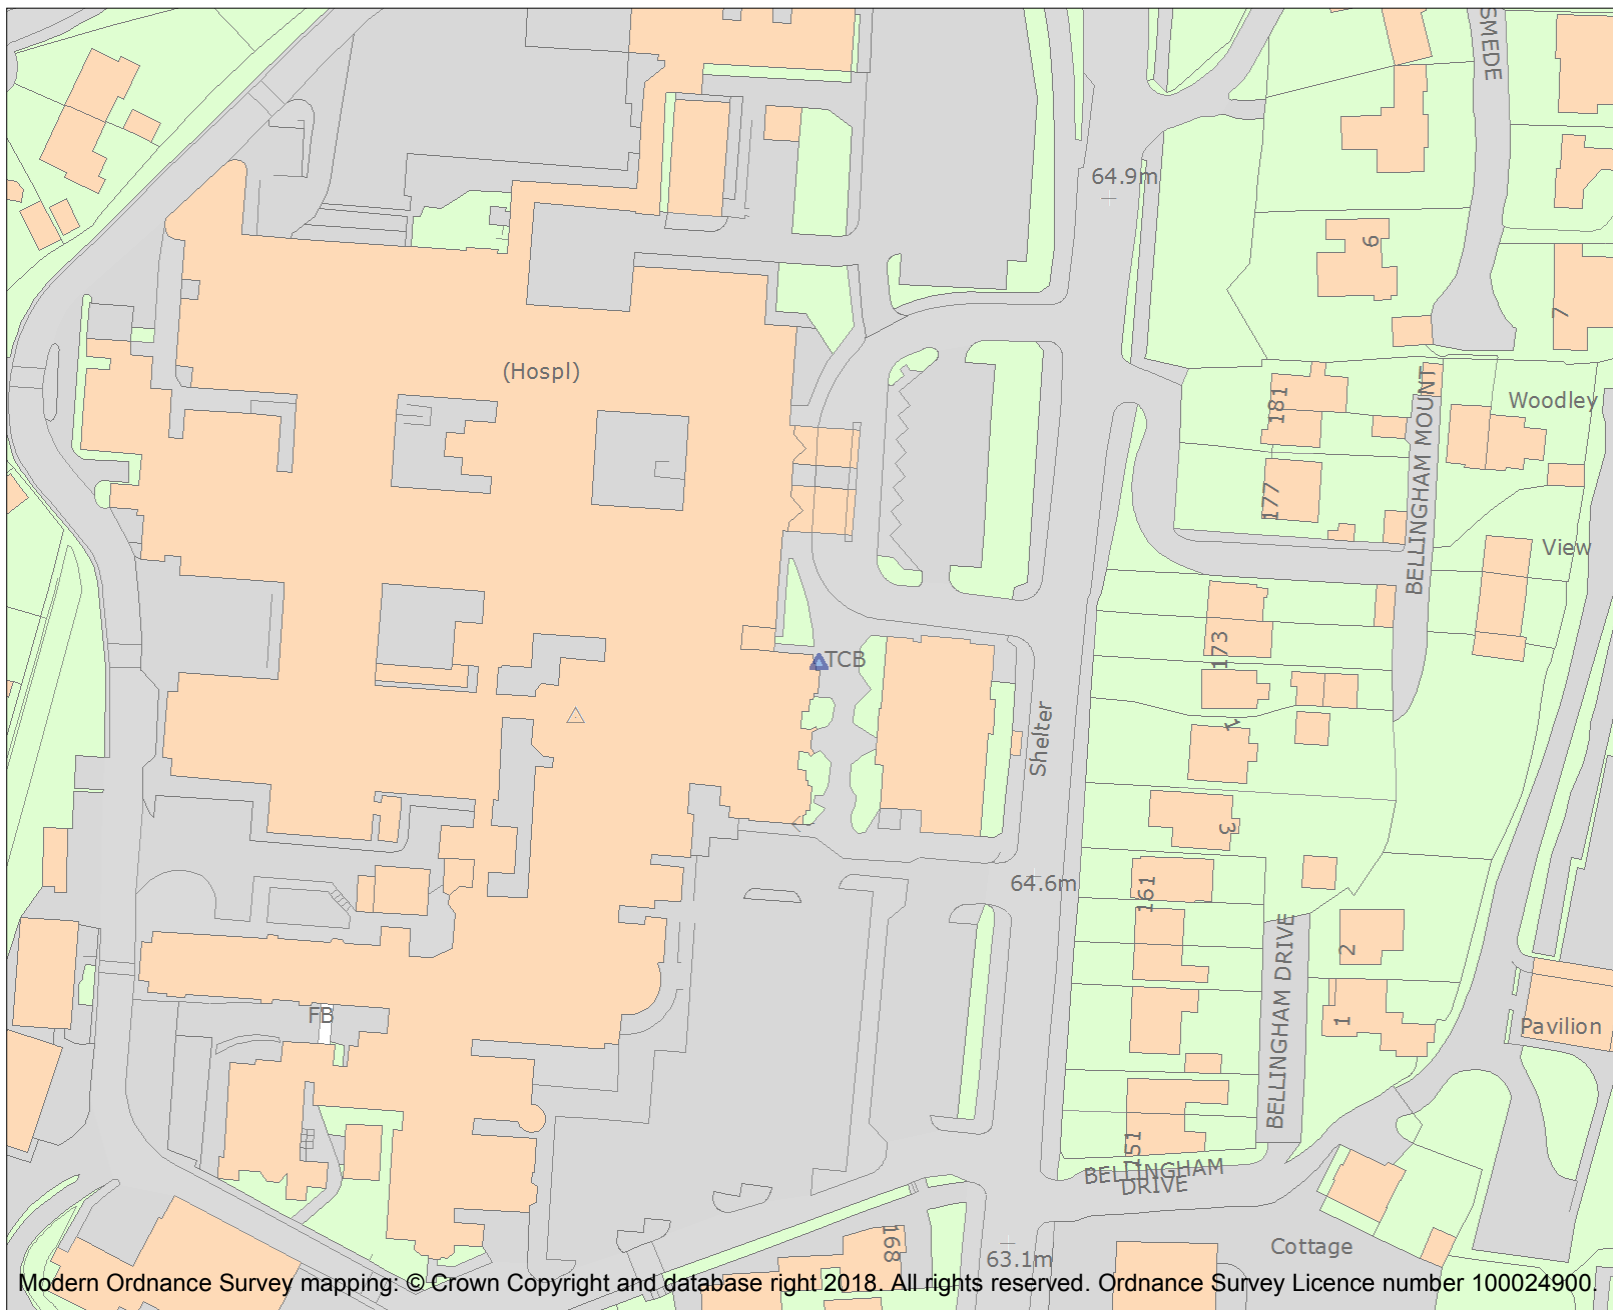 SMEDE
64.9m
6
7
(Hospl)
181
BELLINGHAM MOUNT
Woodley
177
View
173
TCB
1
Shelter
3
64.6m
161
2
BELLINGHAM DRIVE
FB
1
Pavilion
151
BELLINGHAM
DRIVE
168
63.1m
Cottage
Modern Ordnance Survey mapping: © Crown Copyright and database right 2018. All rights reserved. Ordnance Survey Licence number 100024900.